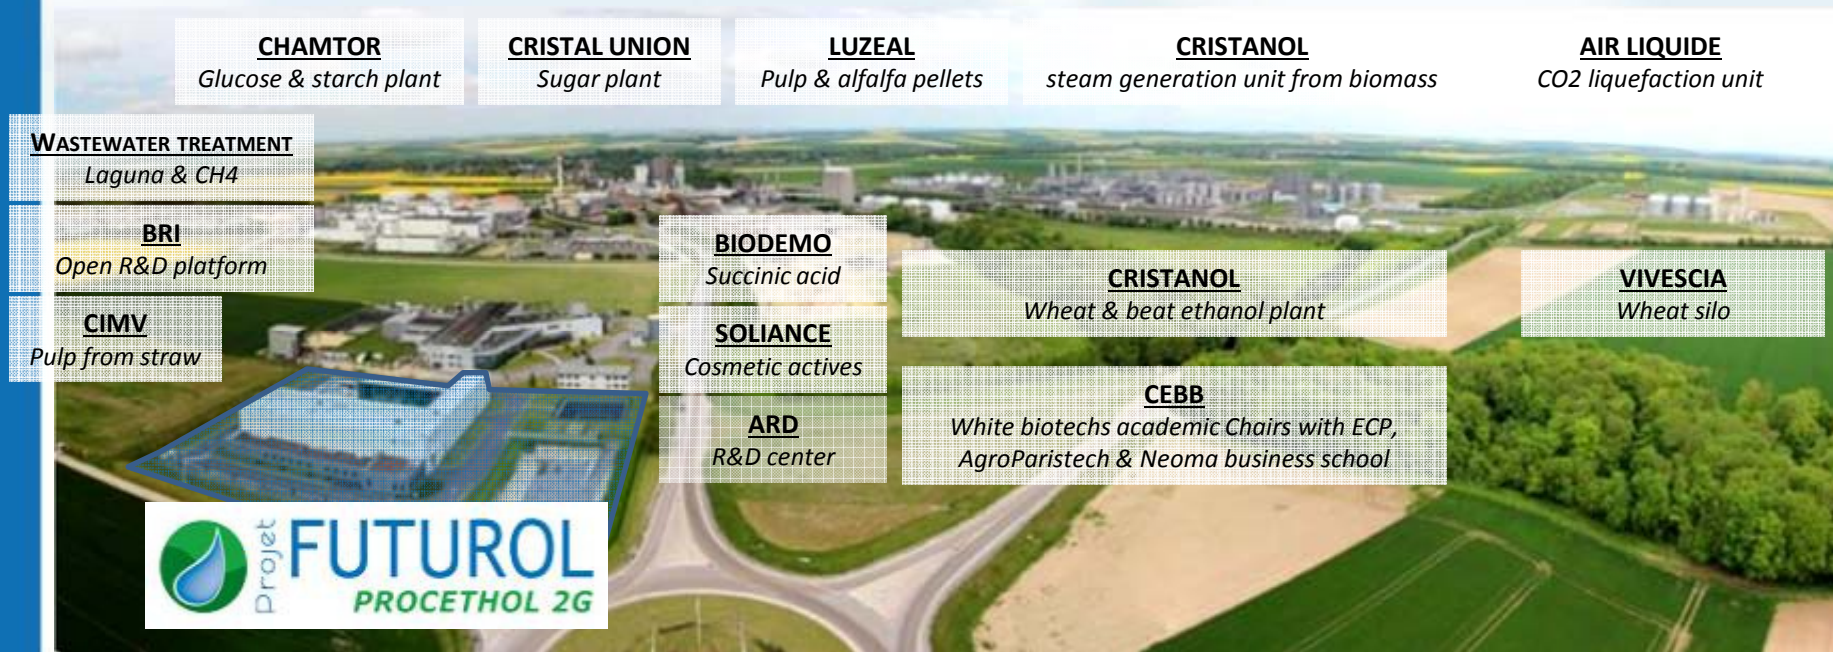 CHAMTOR
Glucose & starch plant
CRISTAL UNION
Sugar plant
LUZEAL
Pulp & alfalfa pellets
CRISTANOL
steam generation unit from biomass
AIR LIQUIDE
CO2 liquefaction unit
WASTEWATER TREATMENT
Laguna & CH4
BRI
Open R&D platform
CIMV
Pulp from straw
BIODEMO
Succinic acid
SOLIANCE
Cosmetic actives
ARD
R&D center
CRISTANOL
Wheat & beat ethanol plant
VIVESCIA
Wheat silo
CEBB
White biotechs academic Chairs with ECP,
AgroParistech & Neoma business school
Projet
FUTUROL
PROCETHOL 2G